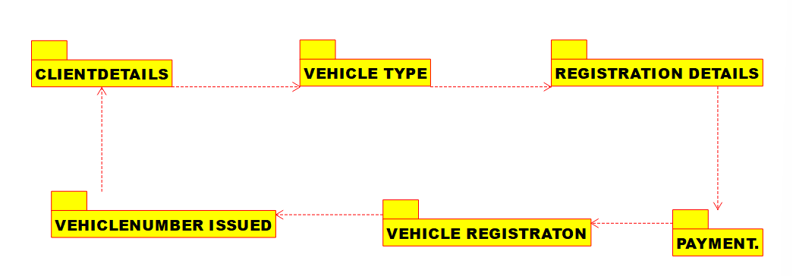 CLIENTDETAILS
VEHICLE TYPE
REGISTRATION DETAILS
VEHICLENUMBER ISSUED
VEHICLE REGISTRATON
PAYMENT.